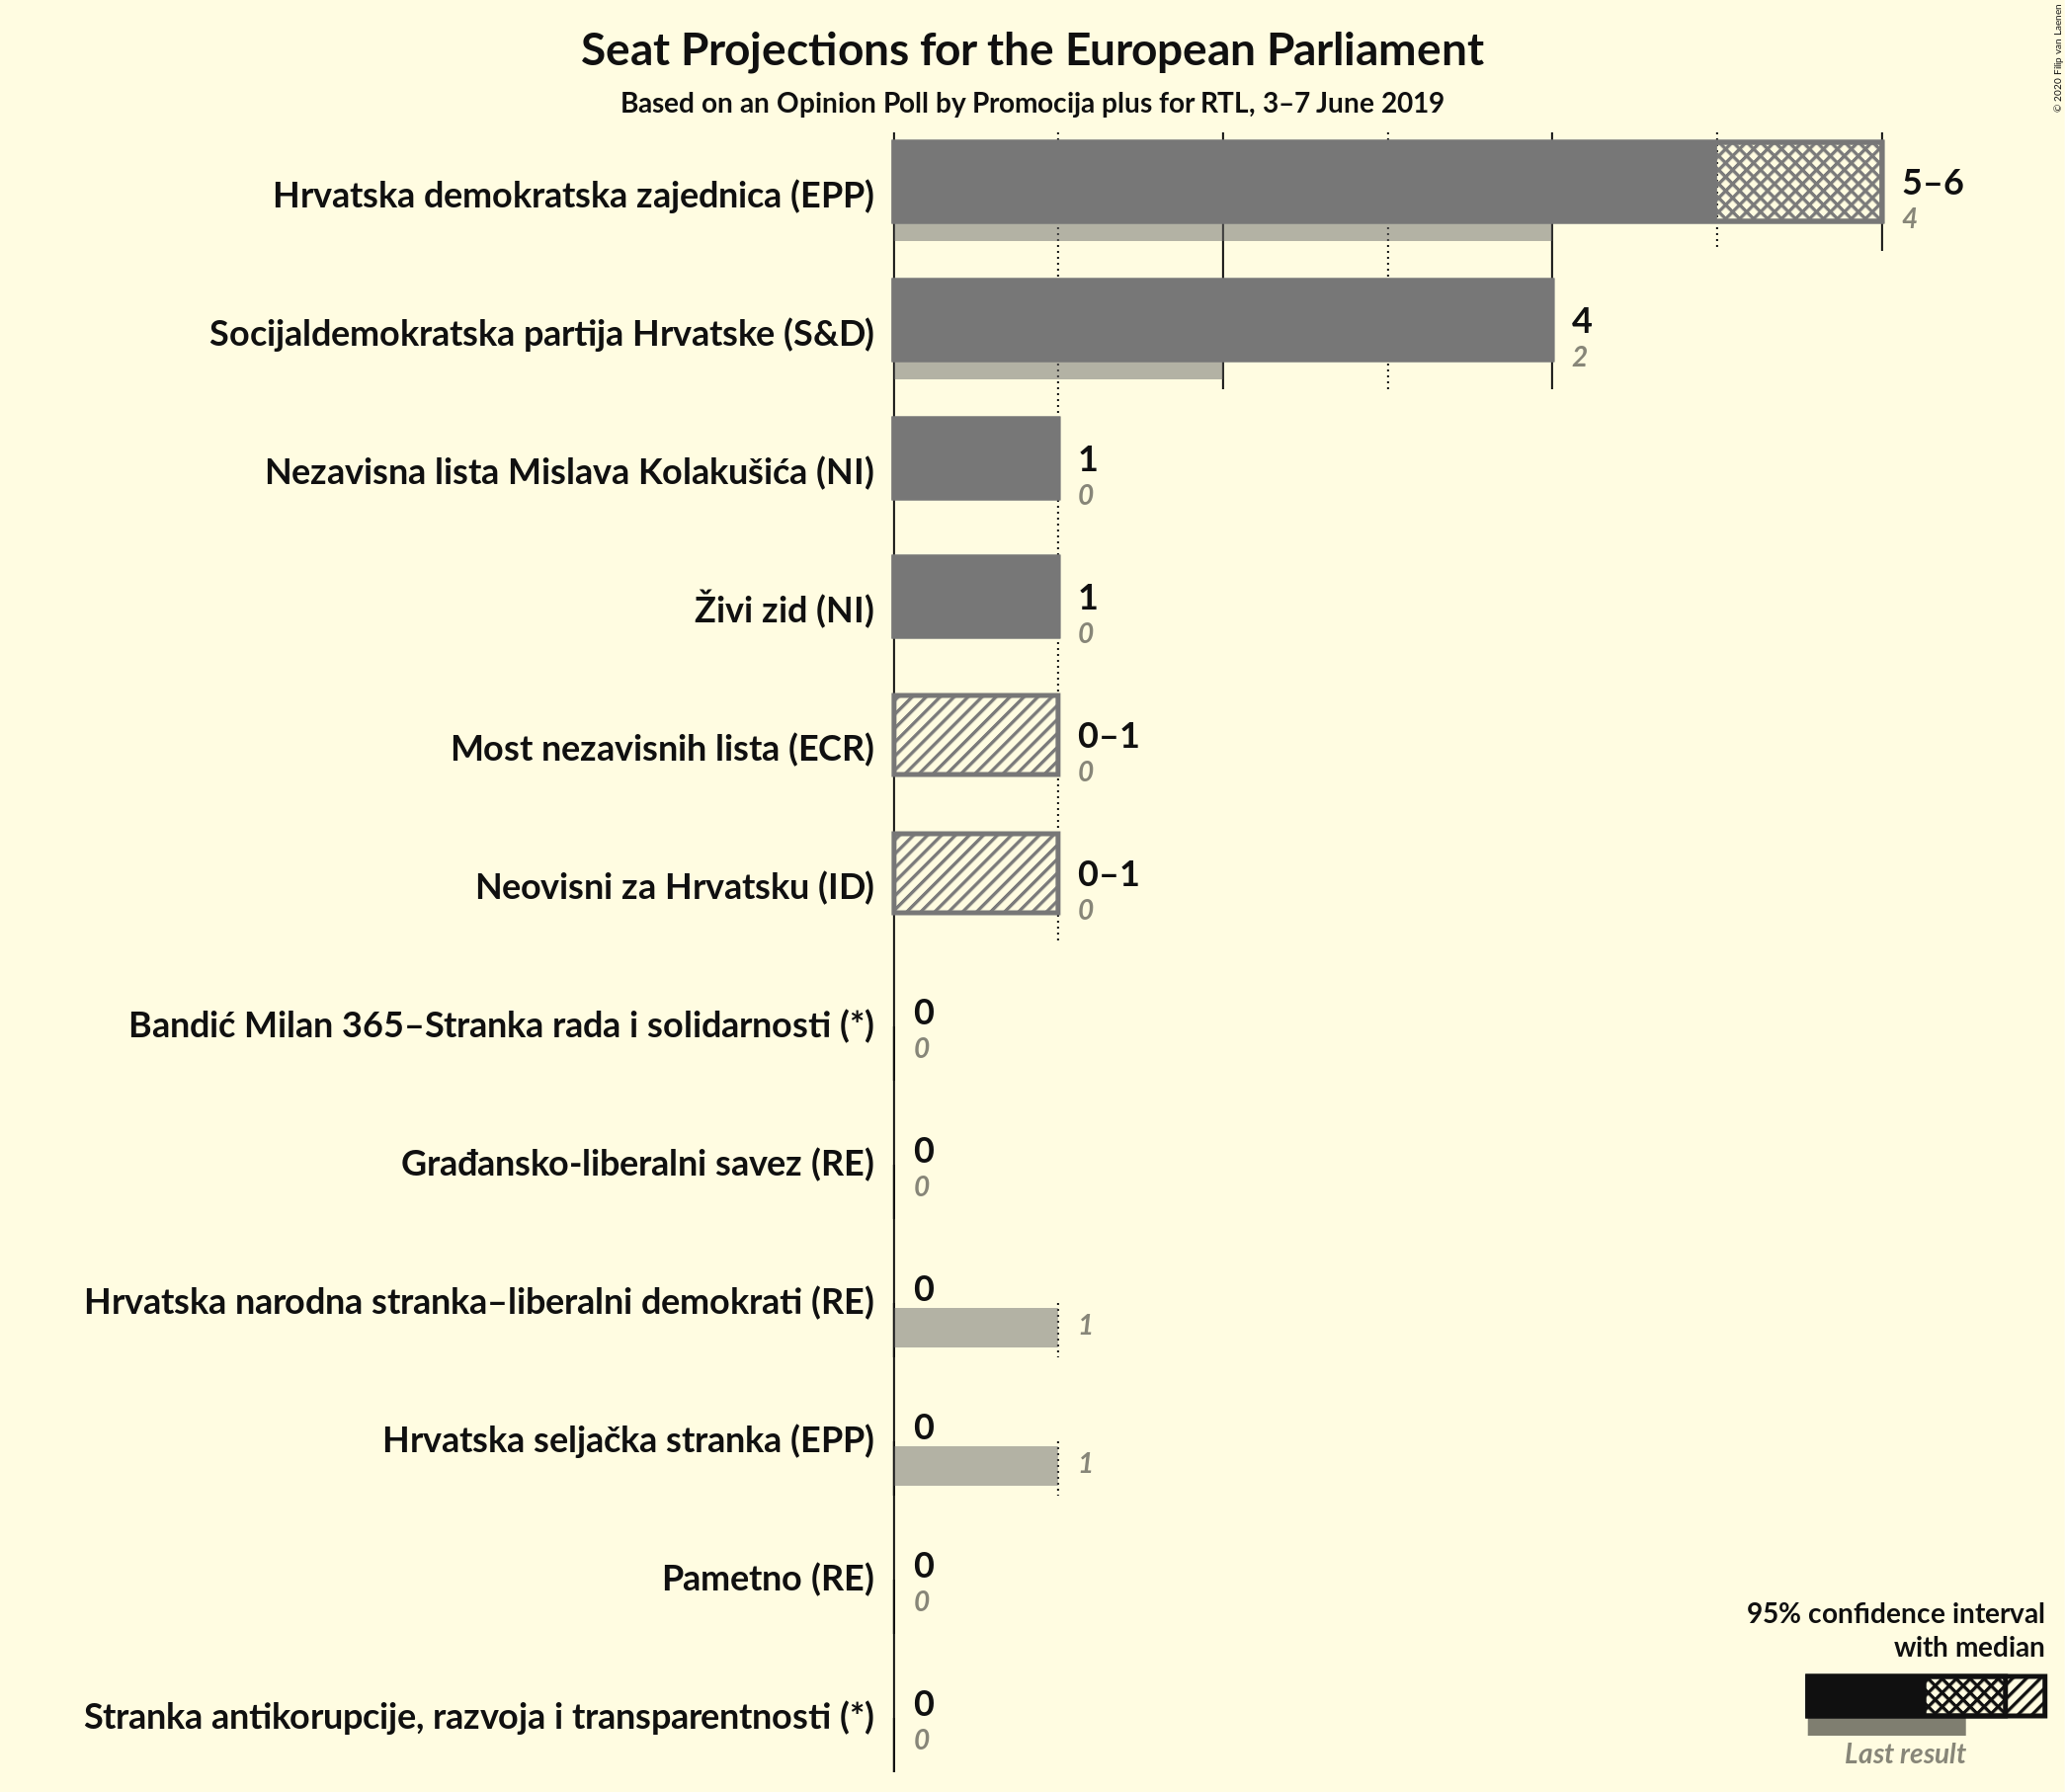 Seat Projections for the European Parliament
Based on an Opinion Poll by Promocija plus for RTL, 3–7 June 2019
© 2020 Filip van Laenen
Hrvatska demokratska zajednica (EPP)
5–6
4
Socijaldemokratska partija Hrvatske (S&D)
4
2
Nezavisna lista Mislava Kolakušića (NI)
1
0
Živi zid (NI)
1
0
Most nezavisnih lista (ECR)
0–1
0
Neovisni za Hrvatsku (ID)
0–1
0
Bandić Milan 365–Stranka rada i solidarnosti (*)
0
0
Građansko-liberalni savez (RE)
0
0
Hrvatska narodna stranka–liberalni demokrati (RE)
0
1
Hrvatska seljačka stranka (EPP)
0
1
Pametno (RE)
0
0
Stranka antikorupcije, razvoja i transparentnosti (*)
0
0
95% confidence interval
with median
Last result